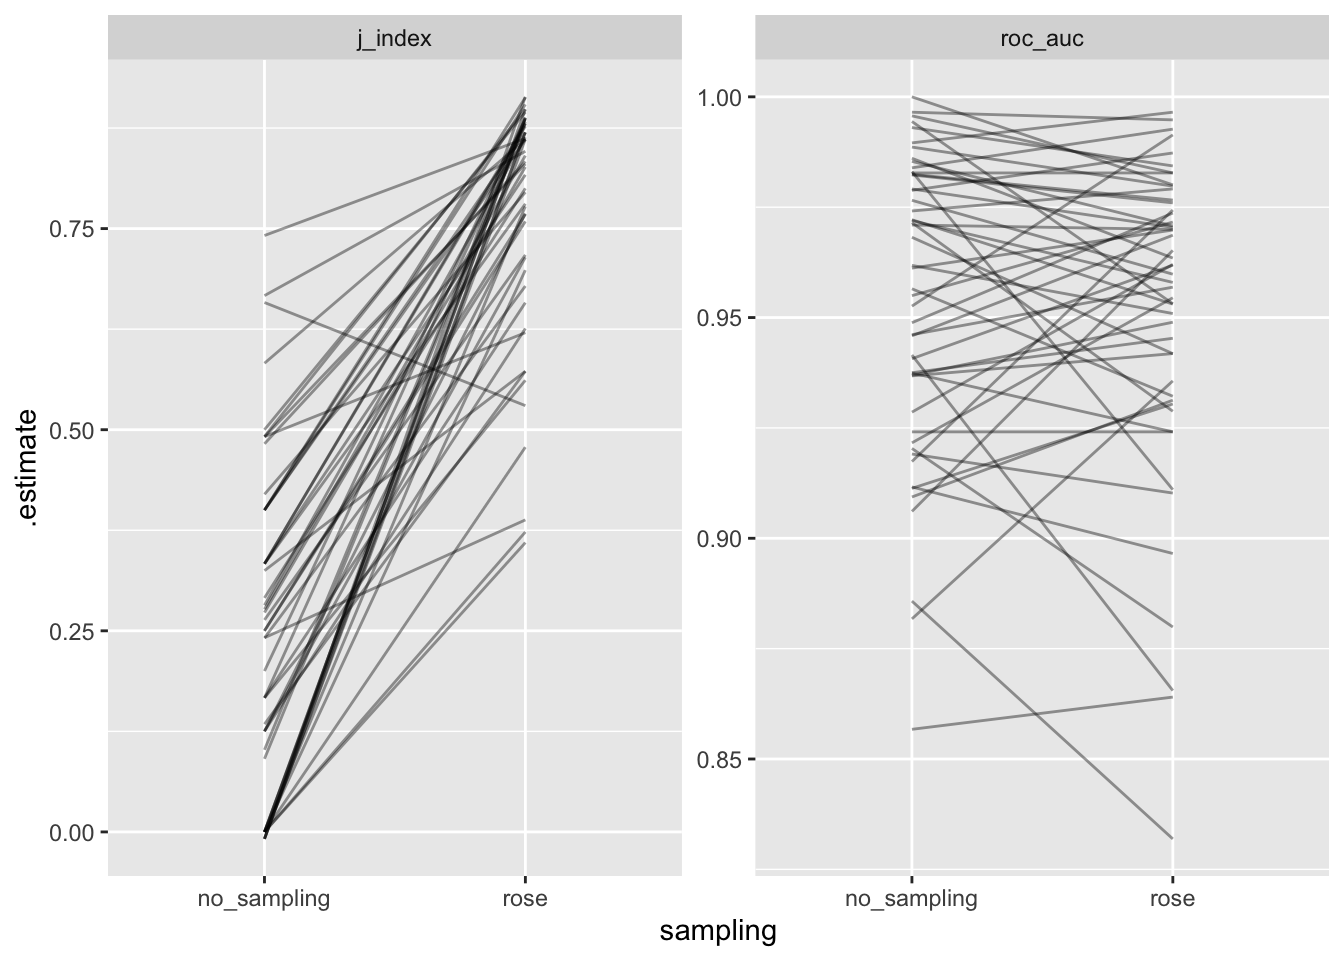 j_index
roc_auc
.estimate
0.75
0.50
0.25
0.00
1.00
0.95
0.90
0.85
no_sampling
rose
no_sampling
rose
sampling